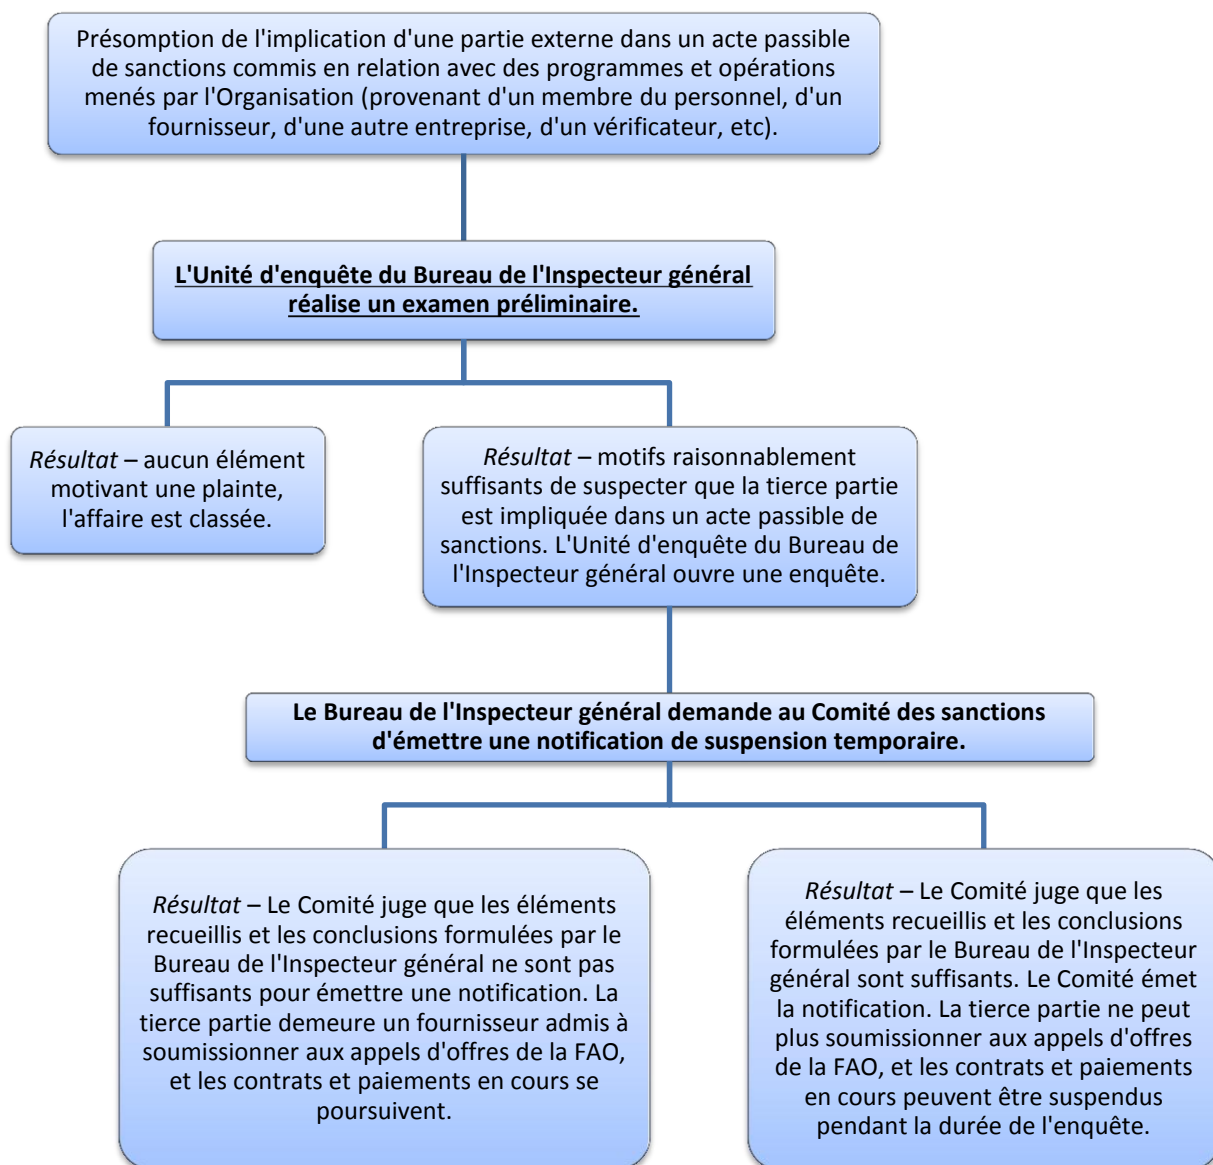 Présomption de l'implication d'une partie externe dans un acte passible
de sanctions commis en relation avec des programmes et opérations
menés par l'Organisation (provenant d'un membre du personnel, d'un
fournisseur, d'une autre entreprise, d'un vérificateur, etc).
L'Unité d'enquête du Bureau de l'Inspecteur général
réalise un examen préliminaire.
Résultat – aucun élément
motivant une plainte,
l'affaire est classée.
Résultat – motifs raisonnablement
suffisants de suspecter que la tierce partie
est impliquée dans un acte passible de
sanctions. L'Unité d'enquête du Bureau de
l'Inspecteur général ouvre une enquête.
Le Bureau de l'Inspecteur général demande au Comité des sanctions
d'émettre une notification de suspension temporaire.
Résultat – Le Comité juge que les éléments
recueillis et les conclusions formulées par le
Bureau de l'Inspecteur général ne sont pas
suffisants pour émettre une notification. La
tierce partie demeure un fournisseur admis à
soumissionner aux appels d'offres de la FAO,
et les contrats et paiements en cours se
poursuivent.
Résultat – Le Comité juge que les
éléments recueillis et les conclusions
formulées par le Bureau de l'Inspecteur
général sont suffisants. Le Comité émet
la notification. La tierce partie ne peut
plus soumissionner aux appels d'offres
de la FAO, et les contrats et paiements
en cours peuvent être suspendus
pendant la durée de l'enquête.